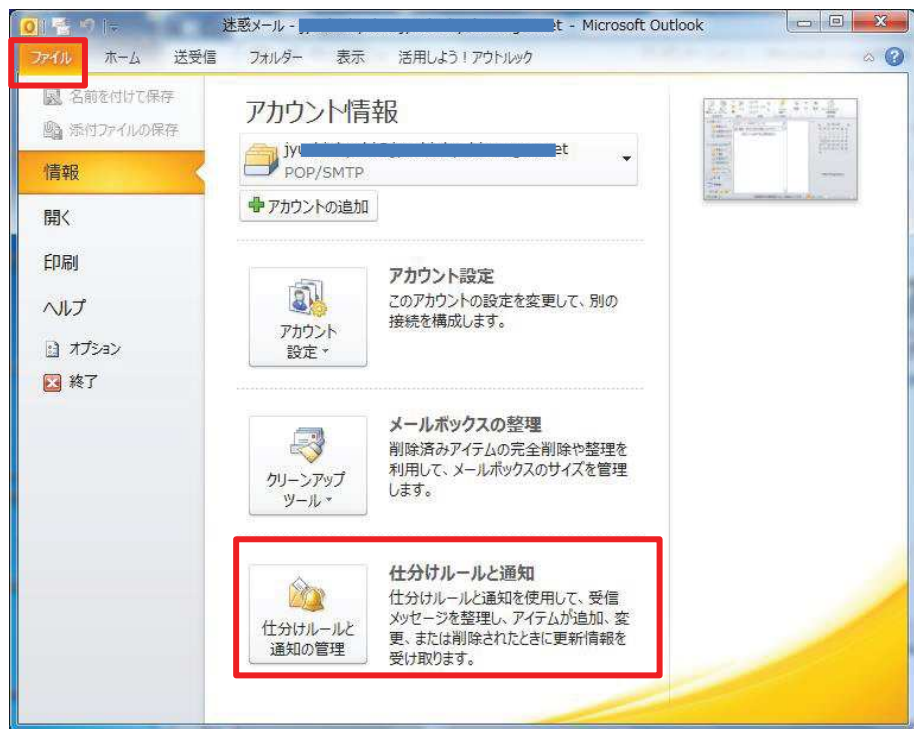 迷惑メール - et - Microsoft Outlook
ファイル ホーム 送受信 フォルダー 表示 活用しよう！アウトルック
名前を付けて保存
添付ファイルの保存
情報
開く
印刷
ヘルプ
オプション
終了
アカウント情報
jy et
POP/SMTP
アカウントの追加
アカウント
設定
アカウント設定
このアカウントの設定を変更して、別の
接続を構成します。
クリーンアップ
ツール
メールボックスの整理
削除済みアイテムの完全削除や整理を
利用して、メールボックスのサイズを管理
します。
仕分けルールと
通知の管理
仕分けルールと通知
仕分けルールと通知を使用して、受信
メッセージを整理し、アイテムが追加、変
更、または削除されたときに更新情報を
受け取ります。